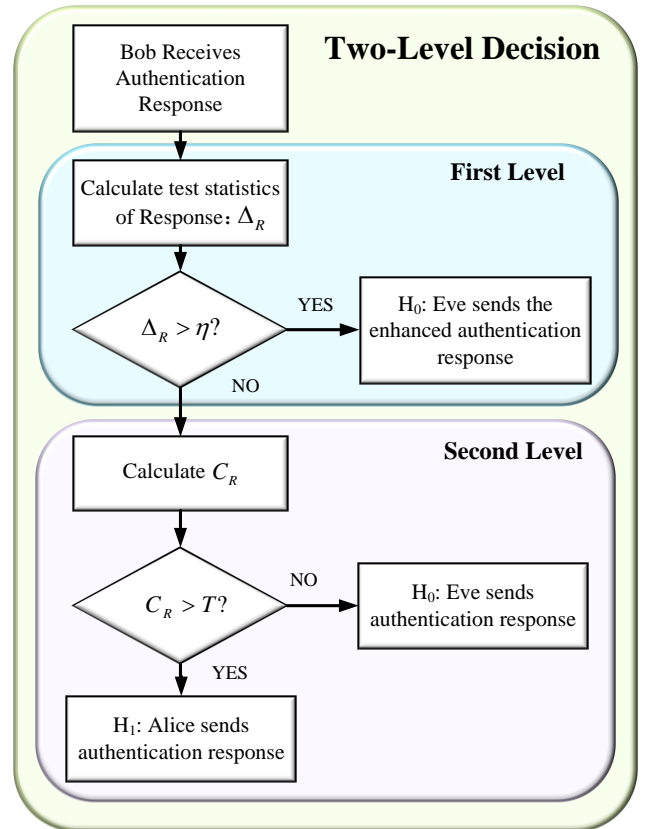 Two-Level Decision
Bob Receives
Authentication
Response
First Level
Calculate test statistics
of Response: Δ_R
Δ_R > η?
YES
H₀: Eve sends the
enhanced authentication
response
NO
Second Level
Calculate C_R
C_R > T?
NO
H₀: Eve sends
authentication response
YES
H₁: Alice sends
authentication response